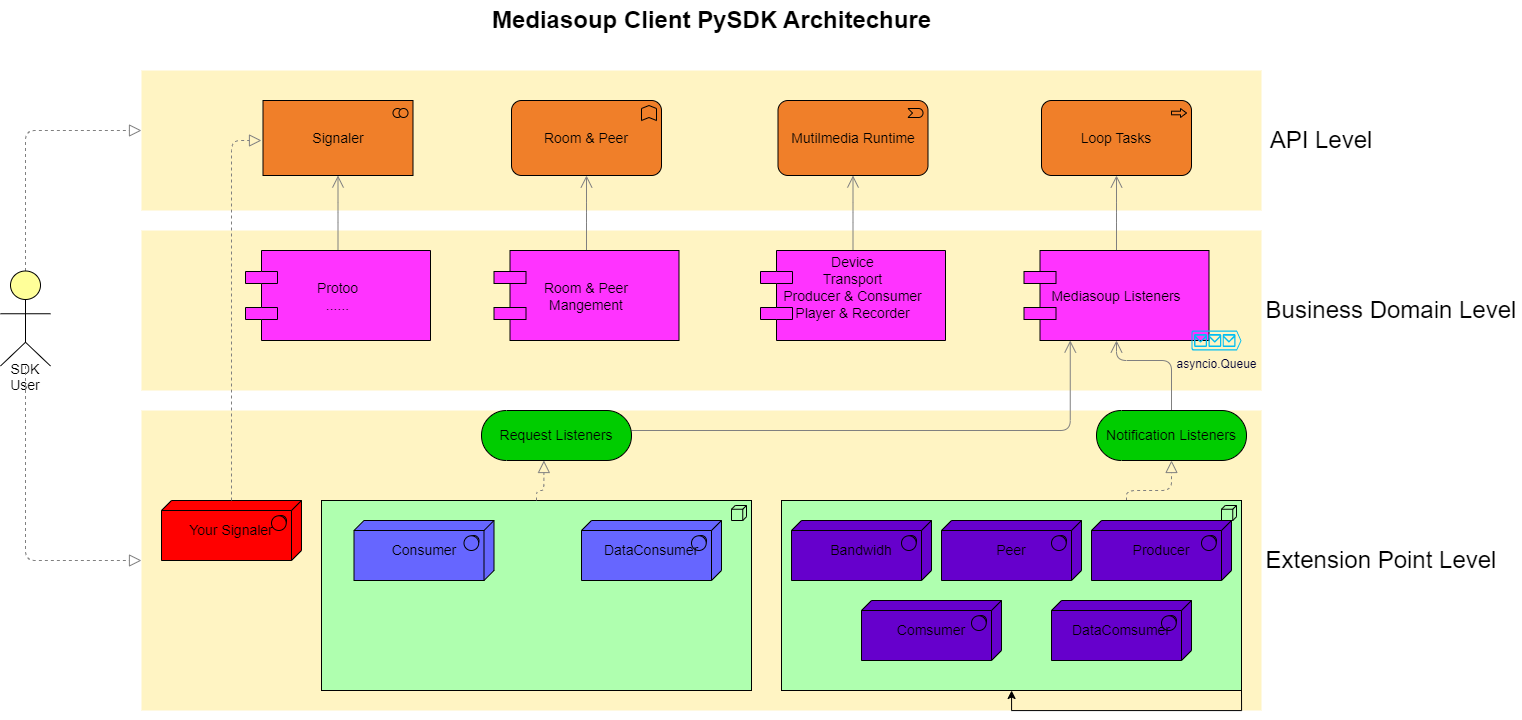 Mediasoup Client PySDK Architechure
Signaler
Room & Peer
Mutilmedia Runtime
Loop Tasks
API Level
Protoo
......
Room & Peer
Mangement
Device
Transport
Producer & Consumer
Player & Recorder
Mediasoup Listeners
asyncio.Queue
Business Domain Level
SDK
User
Request Listeners
Notification Listeners
Your Signaler
Consumer
DataConsumer
Bandwidh
Peer
Producer
Comsumer
DataComsumer
Extension Point Level